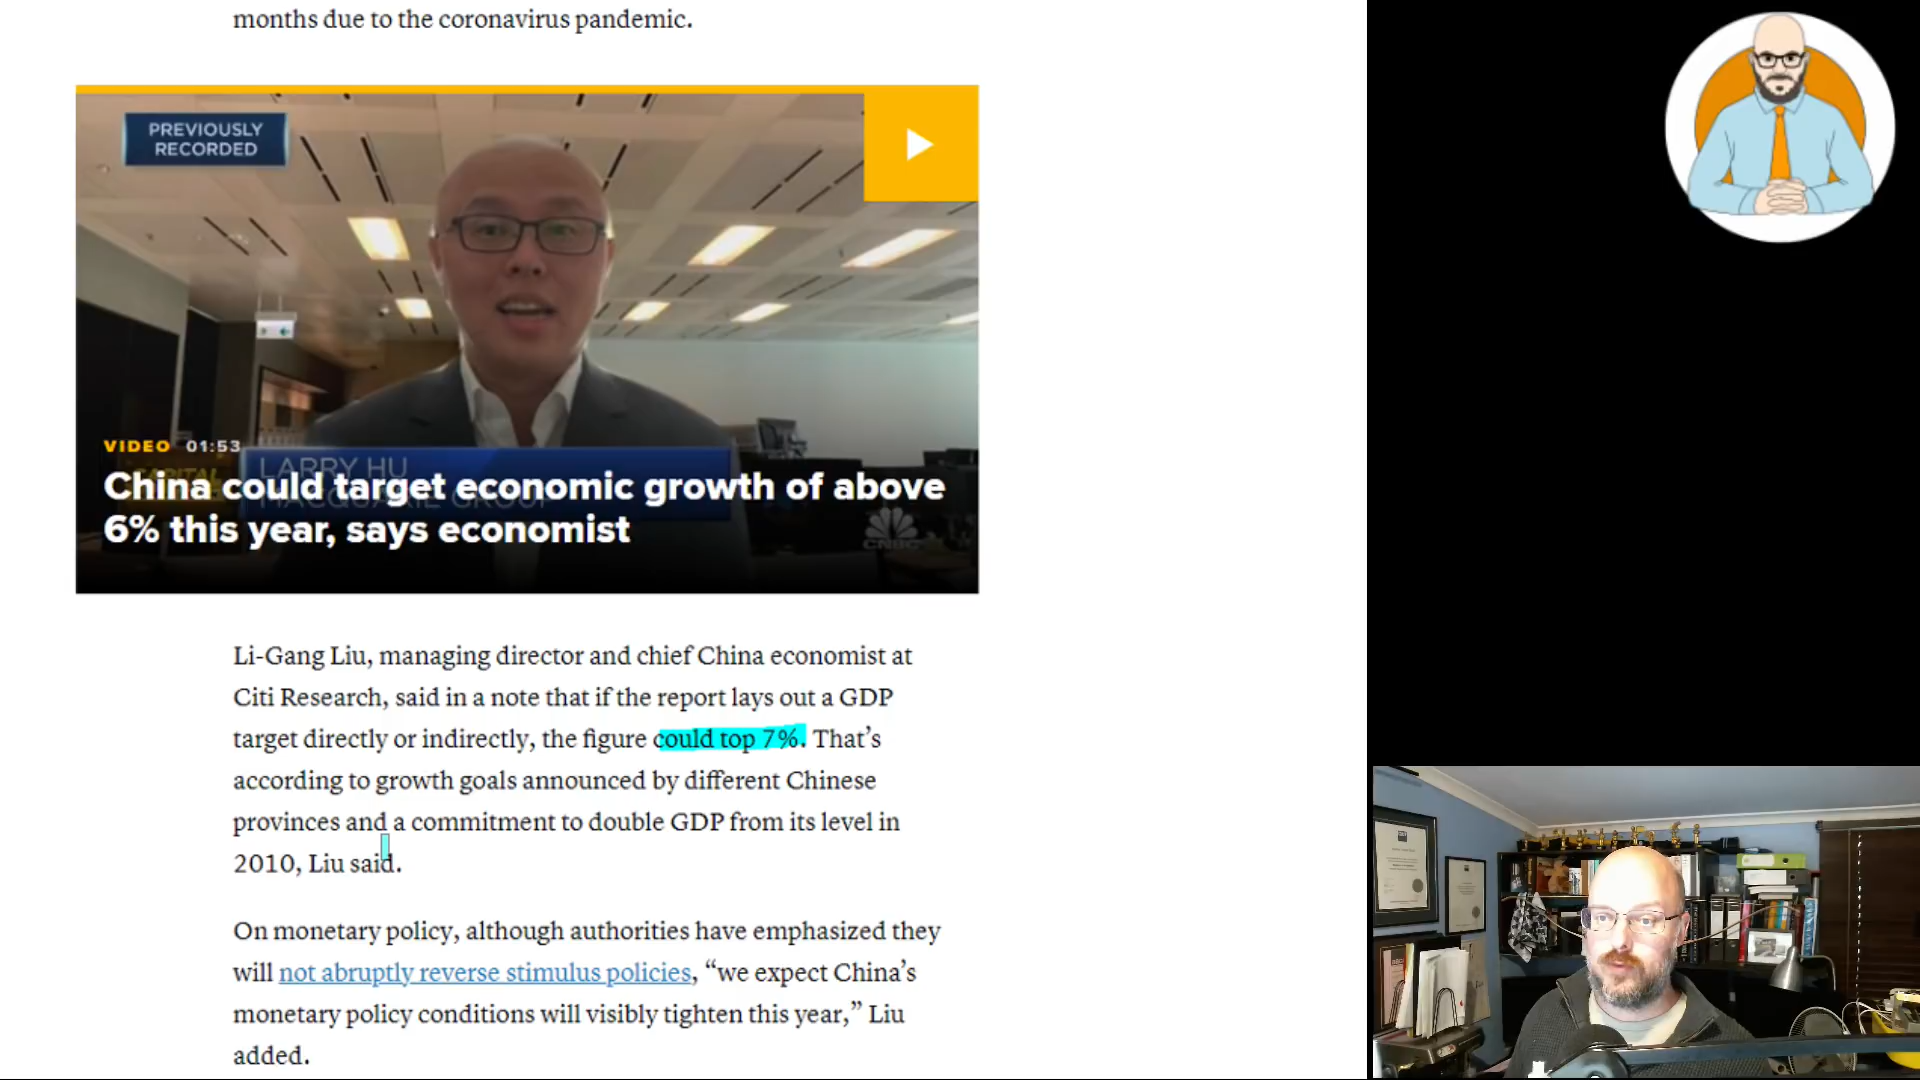 months due to the coronavirus pandemic.
PREVIOUSLY
RECORDED
VIDEO 01:53
LARRY HU
MACQUARIE GROUP
China could target economic growth of above
6% this year, says economist
CNBC
Li-Gang Liu, managing director and chief China economist at
Citi Research, said in a note that if the report lays out a GDP
target directly or indirectly, the figure could top 7%. That’s
according to growth goals announced by different Chinese
provinces and a commitment to double GDP from its level in
2010, Liu said.
On monetary policy, although authorities have emphasized they
will not abruptly reverse stimulus policies, “we expect China’s
monetary policy conditions will visibly tighten this year,” Liu
added.